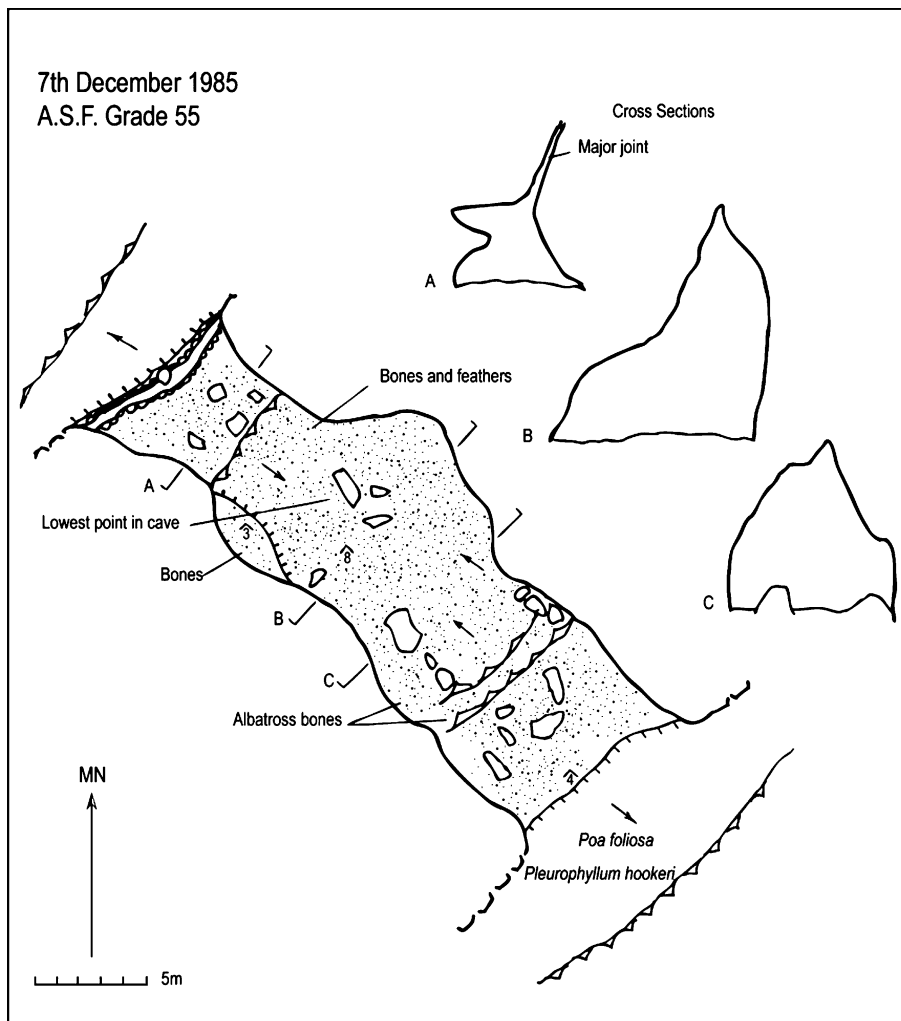 7th December 1985
A.S.F. Grade 55
Cross Sections
Major joint
A
B
C
Bones and feathers
A
Lowest point in cave
3
8
Bones
B
C
Albatross bones
4
MN
Poa foliosa
Pleurophyllum hookeri
5m